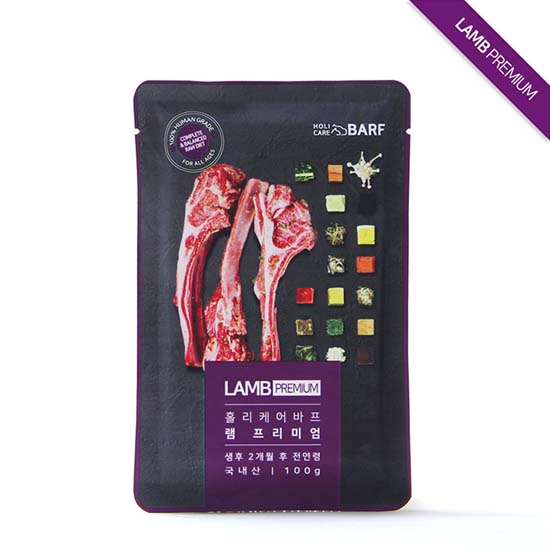 LAMB PREMIUM
100% HUMAN GRADE
COMPLETE
& BALANCED
RAW DIET
FOR ALL AGES
HOLI
CARE BARF
LAMB PREMIUM
홀리케어바프
램 프리미엄
생후 2개월 후 전연령
국내산 | 100g